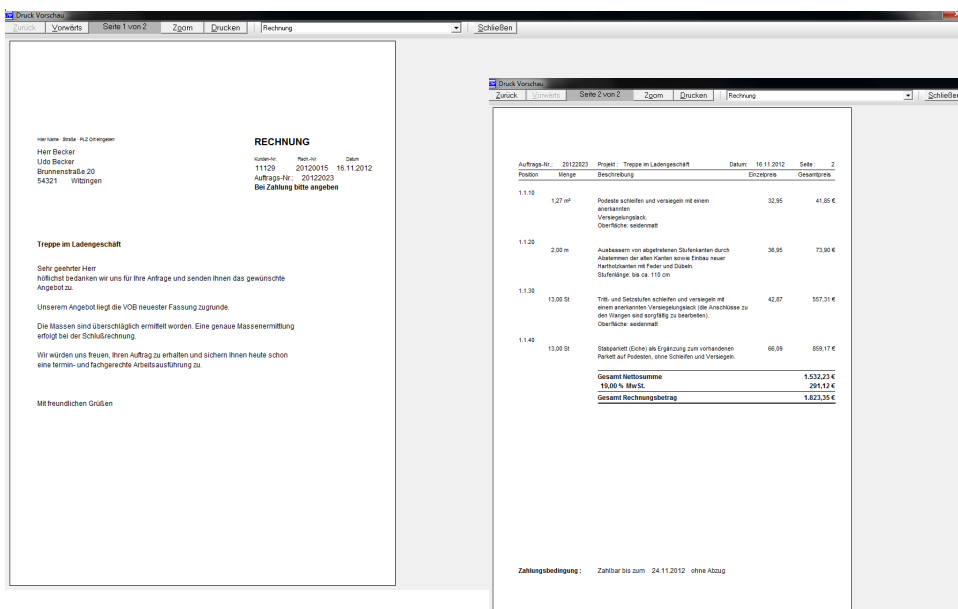 Druck Vorschau
Zurück Vorwärts Seite 1 von 2 Zoom Drucken Rechnung Schließen
Hier Name · Straße · PLZ Ort eingeben
Herr Becker
Udo Becker
Brunnenstraße 20
54321 Witzingen
RECHNUNG
Kunden-Nr. Rech.-Nr. Datum
11129 20120015 16.11.2012
Auftrags-Nr.: 20122023
Bei Zahlung bitte angeben
Treppe im Ladengeschäft
Sehr geehrter Herr
höflichst bedanken wir uns für Ihre Anfrage und senden Ihnen das gewünschte
Angebot zu.
Unserem Angebot liegt die VOB neuester Fassung zugrunde.
Die Massen sind überschläglich ermittelt worden. Eine genaue Massenermittlung
erfolgt bei der Schlußrechnung.
Wir würden uns freuen, Ihren Auftrag zu erhalten und sichern Ihnen heute schon
eine termin- und fachgerechte Arbeitsausführung zu.
Mit freundlichen Grüßen
Druck Vorschau
Zurück Vorwärts Seite 2 von 2 Zoom Drucken Rechnung Schließen
Auftrags-Nr.: 20122023 Projekt : Treppe im Ladengeschäft Datum: 16.11.2012 Seite : 2
Position Menge Beschreibung Einzelpreis Gesamtpreis
1.1.10
1,27 m² Podeste schleifen und versiegeln mit einem 32,95 41,85 €
anerkannten
Versiegelungslack.
Oberfläche: seidenmatt
1.1.20
2,00 m Ausbessern von abgetretenen Stufenkanten durch 36,95 73,90 €
Abstemmen der alten Kanten sowie Einbau neuer
Hartholzkanten mit Feder und Dübeln.
Stufenlänge: bis ca. 110 cm
1.1.30
13,00 St Tritt- und Setzstufen schleifen und versiegeln mit 42,87 557,31 €
einem anerkannten Versiegelungslack (die Anschlüsse zu
den Wangen sind sorgfältig zu bearbeiten).
Oberfläche: seidenmatt
1.1.40
13,00 St Stabparkett (Eiche) als Ergänzung zum vorhandenen 66,09 859,17 €
Parkett auf Podesten, ohne Schleifen und Versiegeln.
Gesamt Nettosumme 1.532,23 €
19,00 % MwSt. 291,12 €
Gesamt Rechnungsbetrag 1.823,35 €
Zahlungsbedingung : Zahlbar bis zum 24.11.2012 ohne Abzug